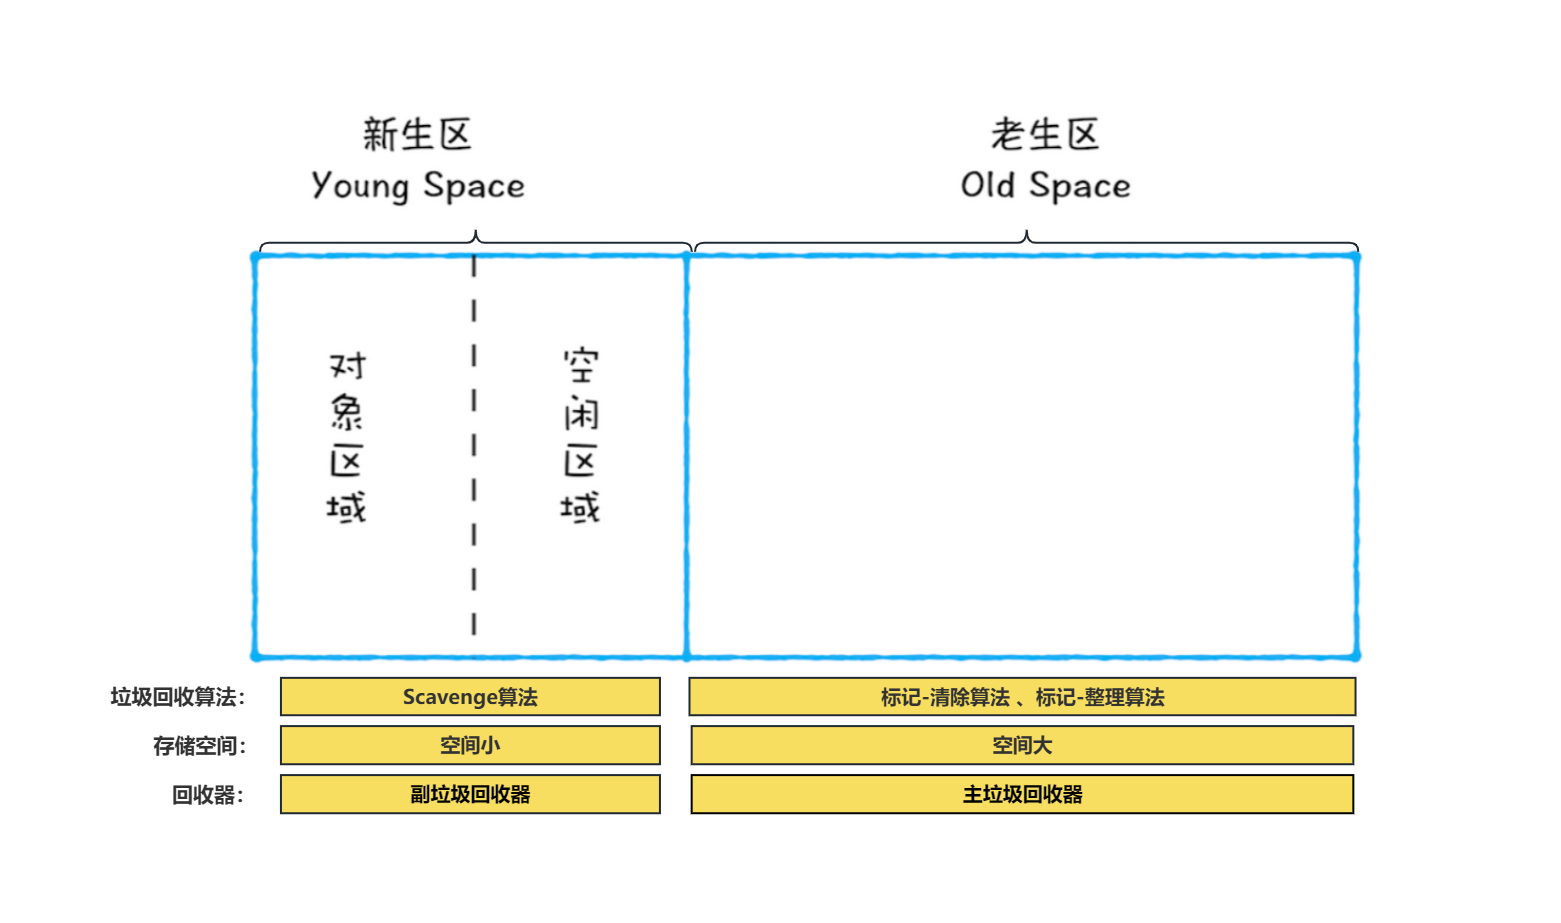 新生区
Young Space
老生区
Old Space
对象区域
空闲区域
垃圾回收算法：
Scavenge算法
标记-清除算法 、标记-整理算法
存储空间：
空间小
空间大
回收器：
副垃圾回收器
主垃圾回收器